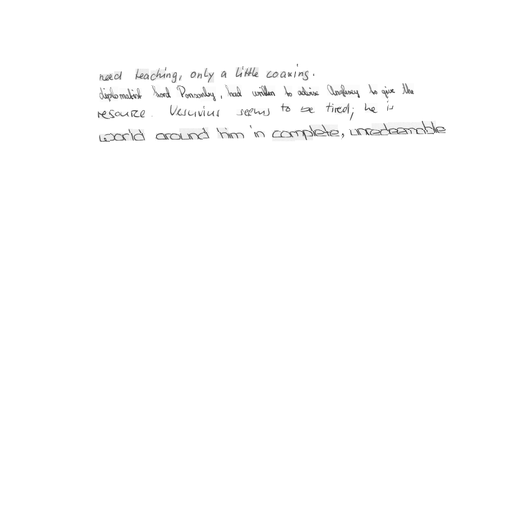 need teaching, only a little coaxing.
diplomatist Lord Ponsonby, had written to advise Anglesey to give the
resource. Vesuvius seems to be tired; he is
world around him in complete, unredeemable